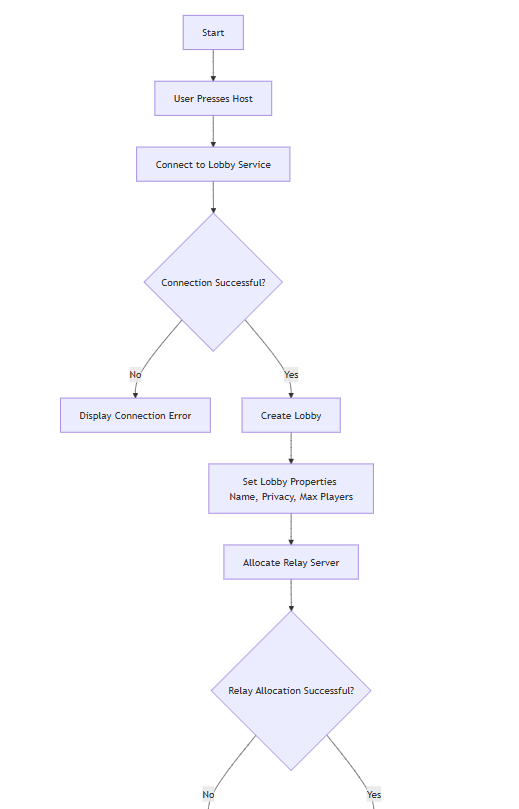 Start
User Presses Host
Connect to Lobby Service
Connection Successful?
No
Yes
Display Connection Error
Create Lobby
Set Lobby Properties
Name, Privacy, Max Players
Allocate Relay Server
Relay Allocation Successful?
No
Yes